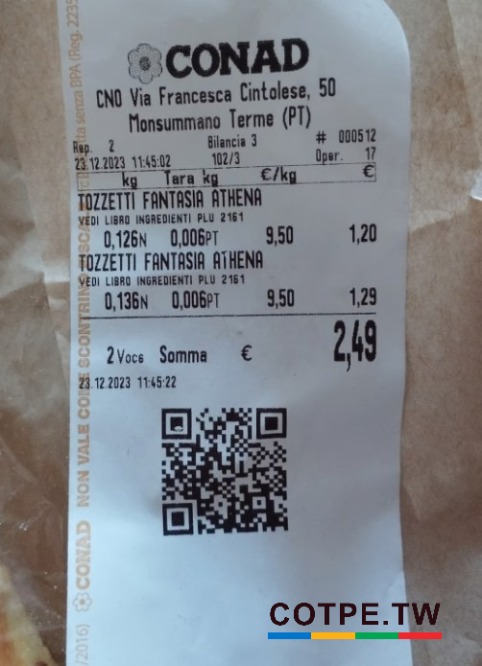 CONAD
CNO Via Francesca Cintolese, 50
Monsummano Terme (PT)
Rep. 2 Bilancia 3 # 000512
23.12.2023 11:45:02 102/3 Oper. 17
kg Tara kg €/kg €
TOZZETTI FANTASIA ATHENA
VEDI LIBRO INGREDIENTI PLU 2161
0,126N 0,006PT 9,50 1,20
TOZZETTI FANTASIA ATHENA
VEDI LIBRO INGREDIENTI PLU 2161
0,136N 0,006PT 9,50 1,29
2 Voce Somma € 2,49
23.12.2023 11:45:22
/2016) CONAD NON VALE COME SCONTRINO
senza BPA (Reg. 2235
COTPE.TW